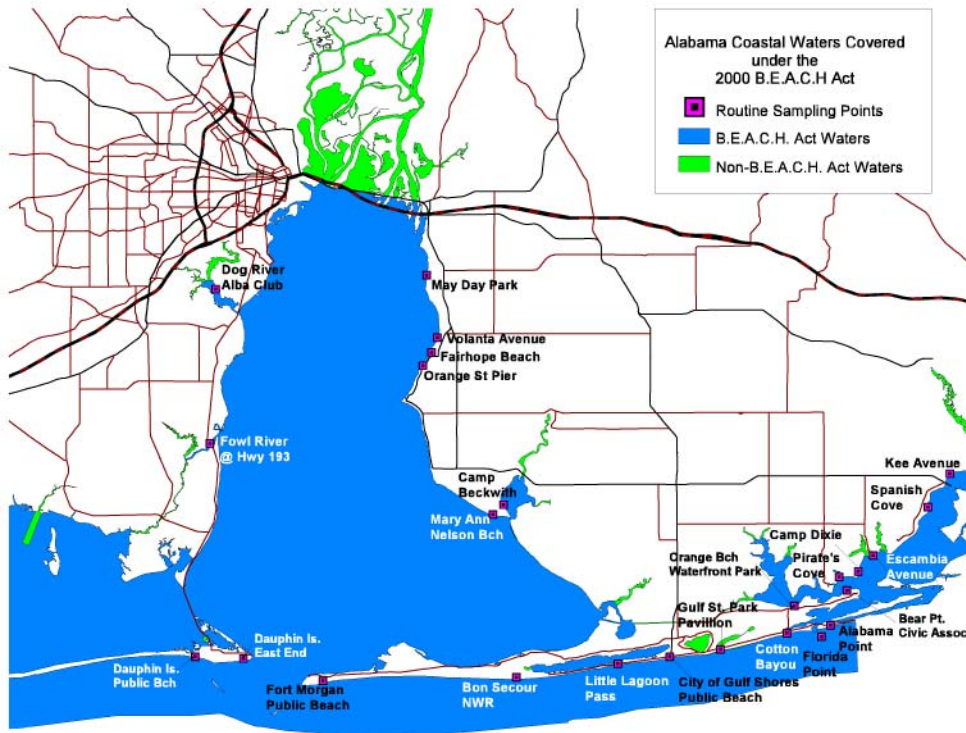 Alabama Coastal Waters Covered
under the
2000 B.E.A.C.H Act
Routine Sampling Points
B.E.A.C.H. Act Waters
Non-B.E.A.C.H. Act Waters
Dog River
Alba Club
May Day Park
Volanta Avenue
Fairhope Beach
Orange St Pier
Fowl River
@ Hwy 193
Camp
Beckwith
Mary Ann
Nelson Bch
Kee Avenue
Spanish
Cove
Camp Dixie
Pirate's
Cove
Escambia
Avenue
Orange Bch
Waterfront Park
Gulf St. Park
Pavillion
Bear Pt.
Civic Assoc
Alabama
Point
Florida
Point
Cotton
Bayou
City of Gulf Shores
Public Beach
Little Lagoon
Pass
Bon Secour
NWR
Fort Morgan
Public Beach
Dauphin Is.
East End
Dauphin Is.
Public Bch